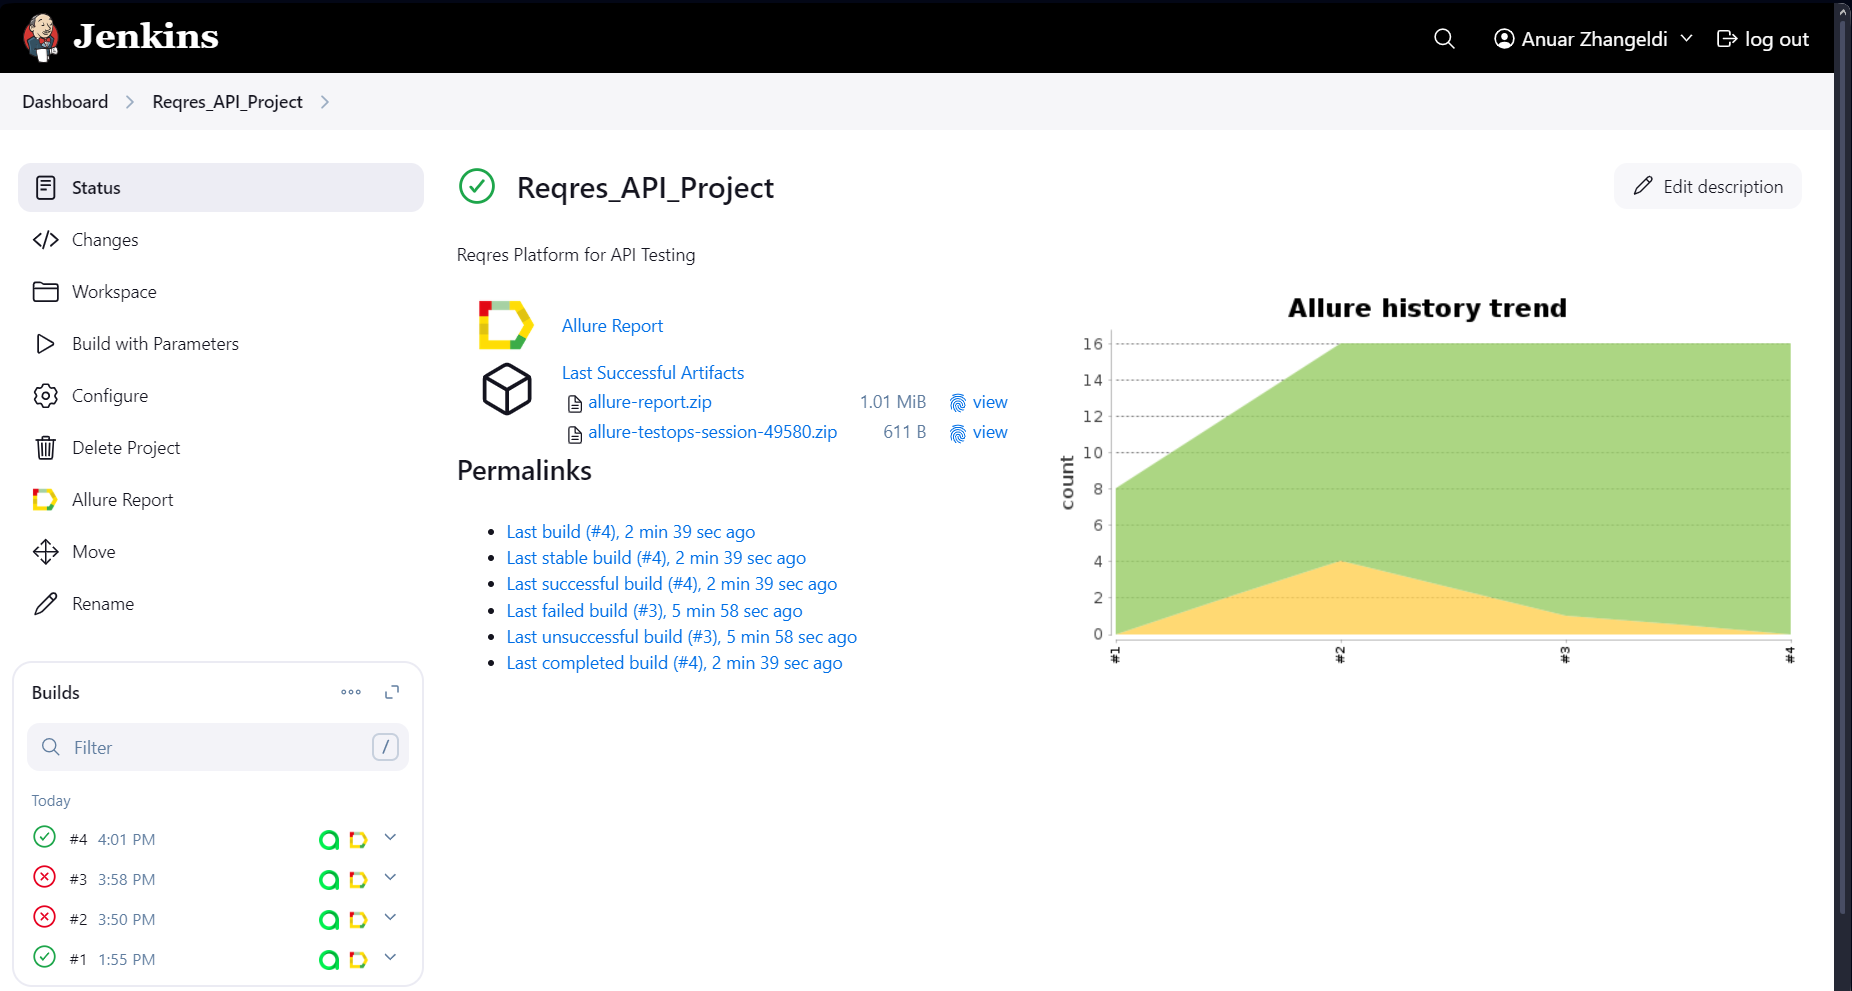 Jenkins
Anuar Zhangeldi
log out
Dashboard
Reqres_API_Project
Status
Changes
Workspace
Build with Parameters
Configure
Delete Project
Allure Report
Move
Rename
Builds
Filter
/
Today
#4 4:01 PM
#3 3:58 PM
#2 3:50 PM
#1 1:55 PM
Reqres_API_Project
Edit description
Reqres Platform for API Testing
Allure Report
Last Successful Artifacts
allure-report.zip 1.01 MiB view
allure-testops-session-49580.zip 611 B view
Permalinks
Last build (#4), 2 min 39 sec ago
Last stable build (#4), 2 min 39 sec ago
Last successful build (#4), 2 min 39 sec ago
Last failed build (#3), 5 min 58 sec ago
Last unsuccessful build (#3), 5 min 58 sec ago
Last completed build (#4), 2 min 39 sec ago
Allure history trend
count
16
14
12
10
8
6
4
2
0
#1
#2
#3
#4